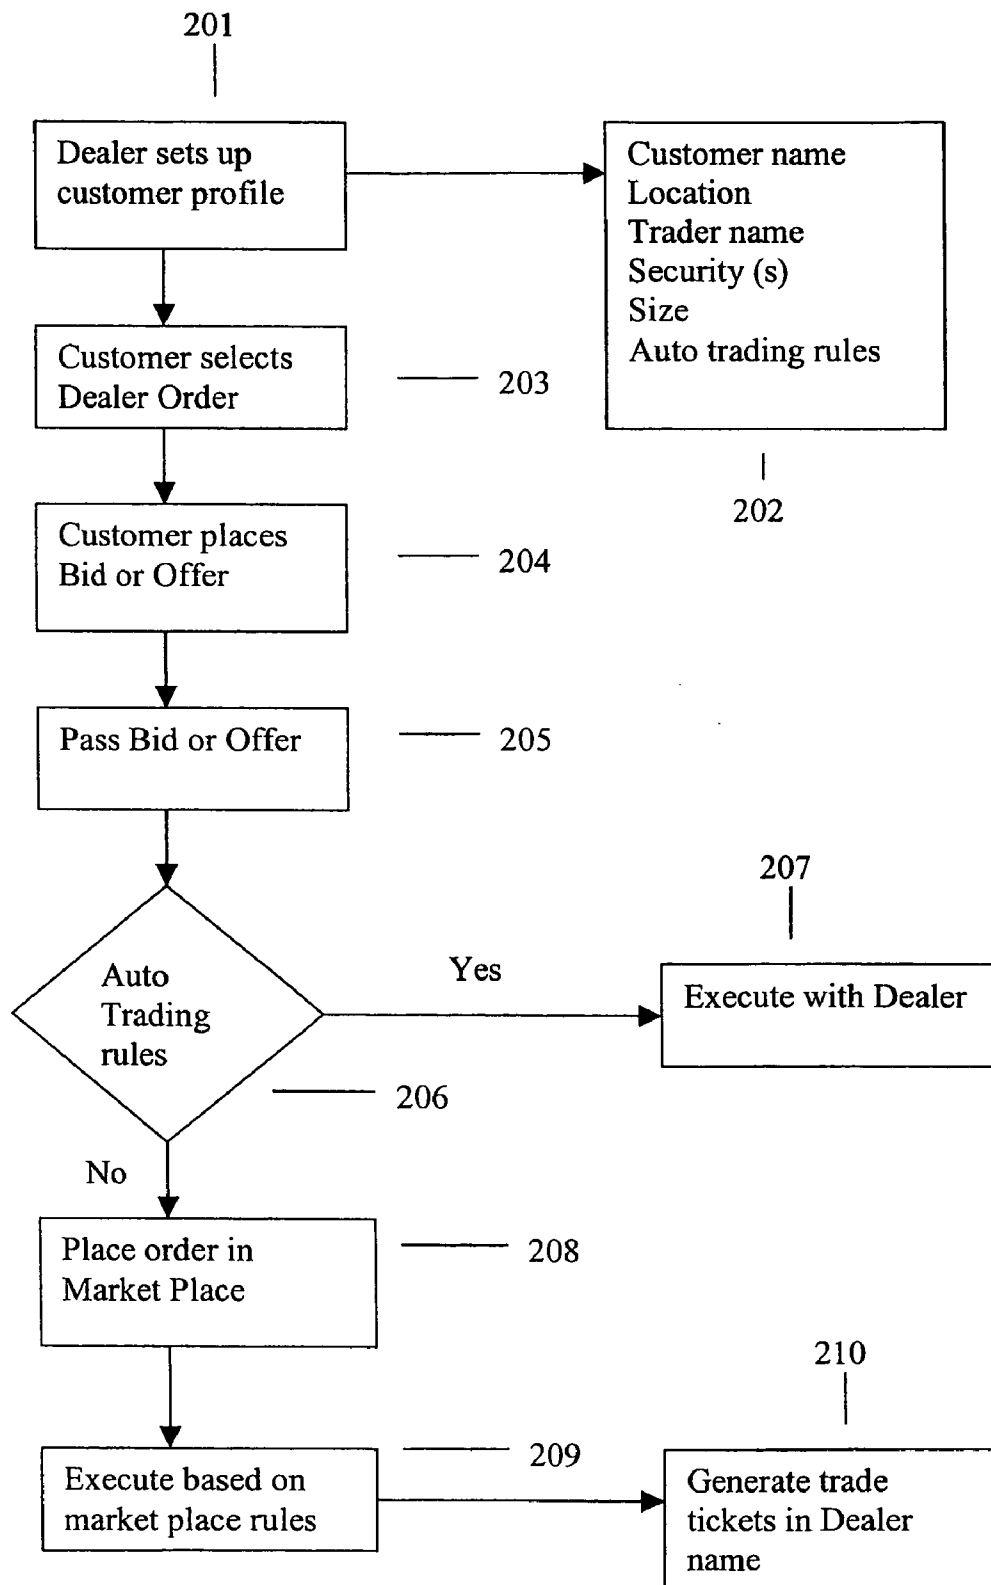 201
Dealer sets up
customer profile
Customer name
Location
Trader name
Security (s)
Size
Auto trading rules
202
Customer selects
Dealer Order
203
Customer places
Bid or Offer
204
Pass Bid or Offer
205
Auto
Trading
rules
206
Yes
207
Execute with Dealer
No
Place order in
Market Place
208
Execute based on
market place rules
209
210
Generate trade
tickets in Dealer
name